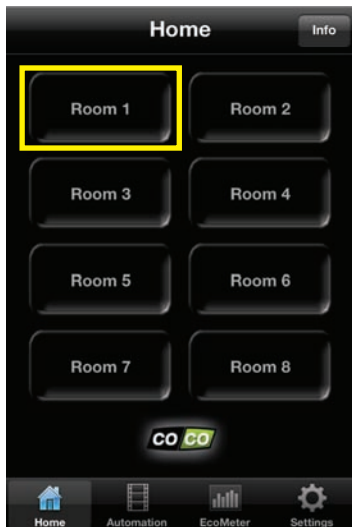 Home Info
Room 1 Room 2
Room 3 Room 4
Room 5 Room 6
Room 7 Room 8
CO CO
Home Automation EcoMeter Settings